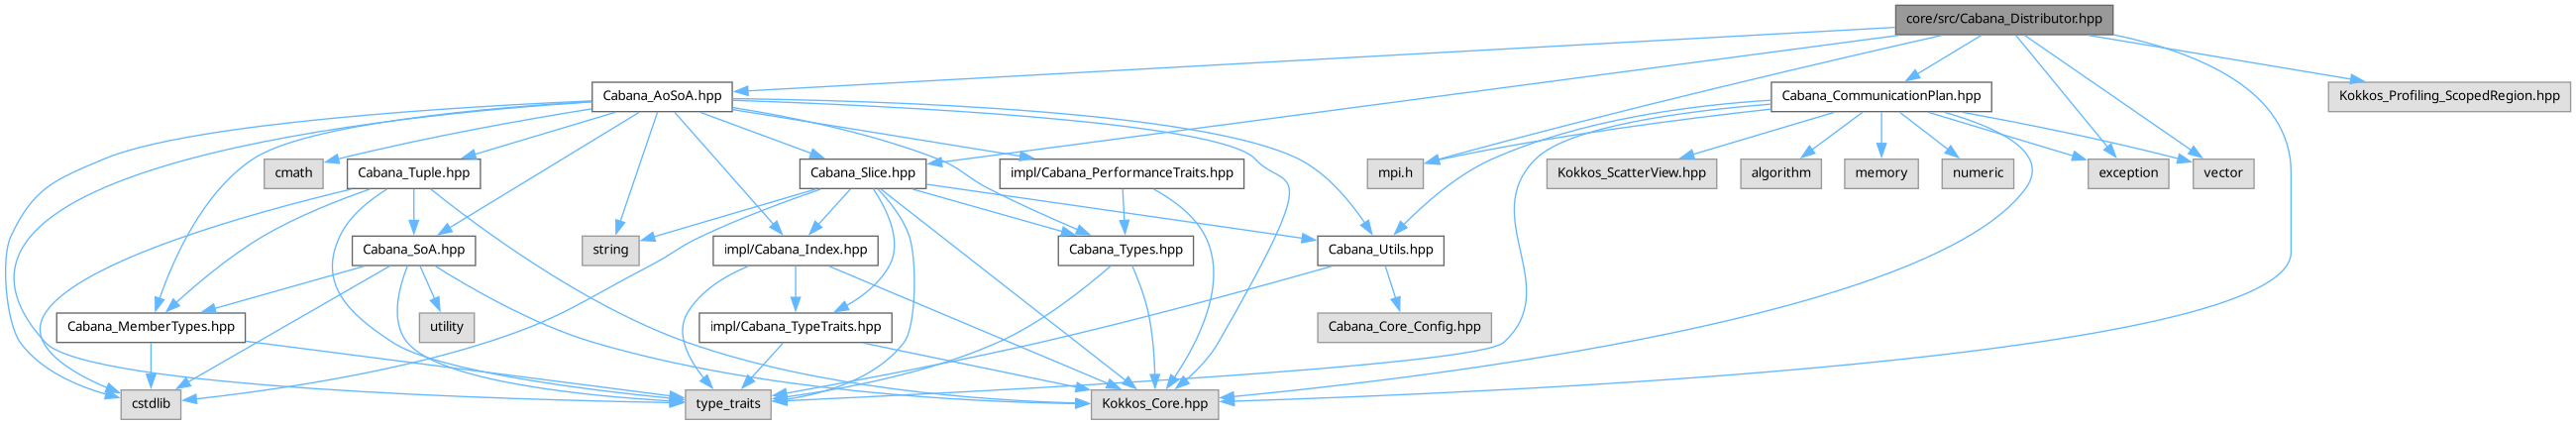 core/src/Cabana_Distributor.hpp
Cabana_AoSoA.hpp
Cabana_CommunicationPlan.hpp
Kokkos_Profiling_ScopedRegion.hpp
cmath
Cabana_Tuple.hpp
Cabana_Slice.hpp
impl/Cabana_PerformanceTraits.hpp
mpi.h
Kokkos_ScatterView.hpp
algorithm
memory
numeric
exception
vector
Cabana_SoA.hpp
string
impl/Cabana_Index.hpp
Cabana_Types.hpp
Cabana_Utils.hpp
Cabana_MemberTypes.hpp
utility
impl/Cabana_TypeTraits.hpp
Cabana_Core_Config.hpp
cstdlib
type_traits
Kokkos_Core.hpp